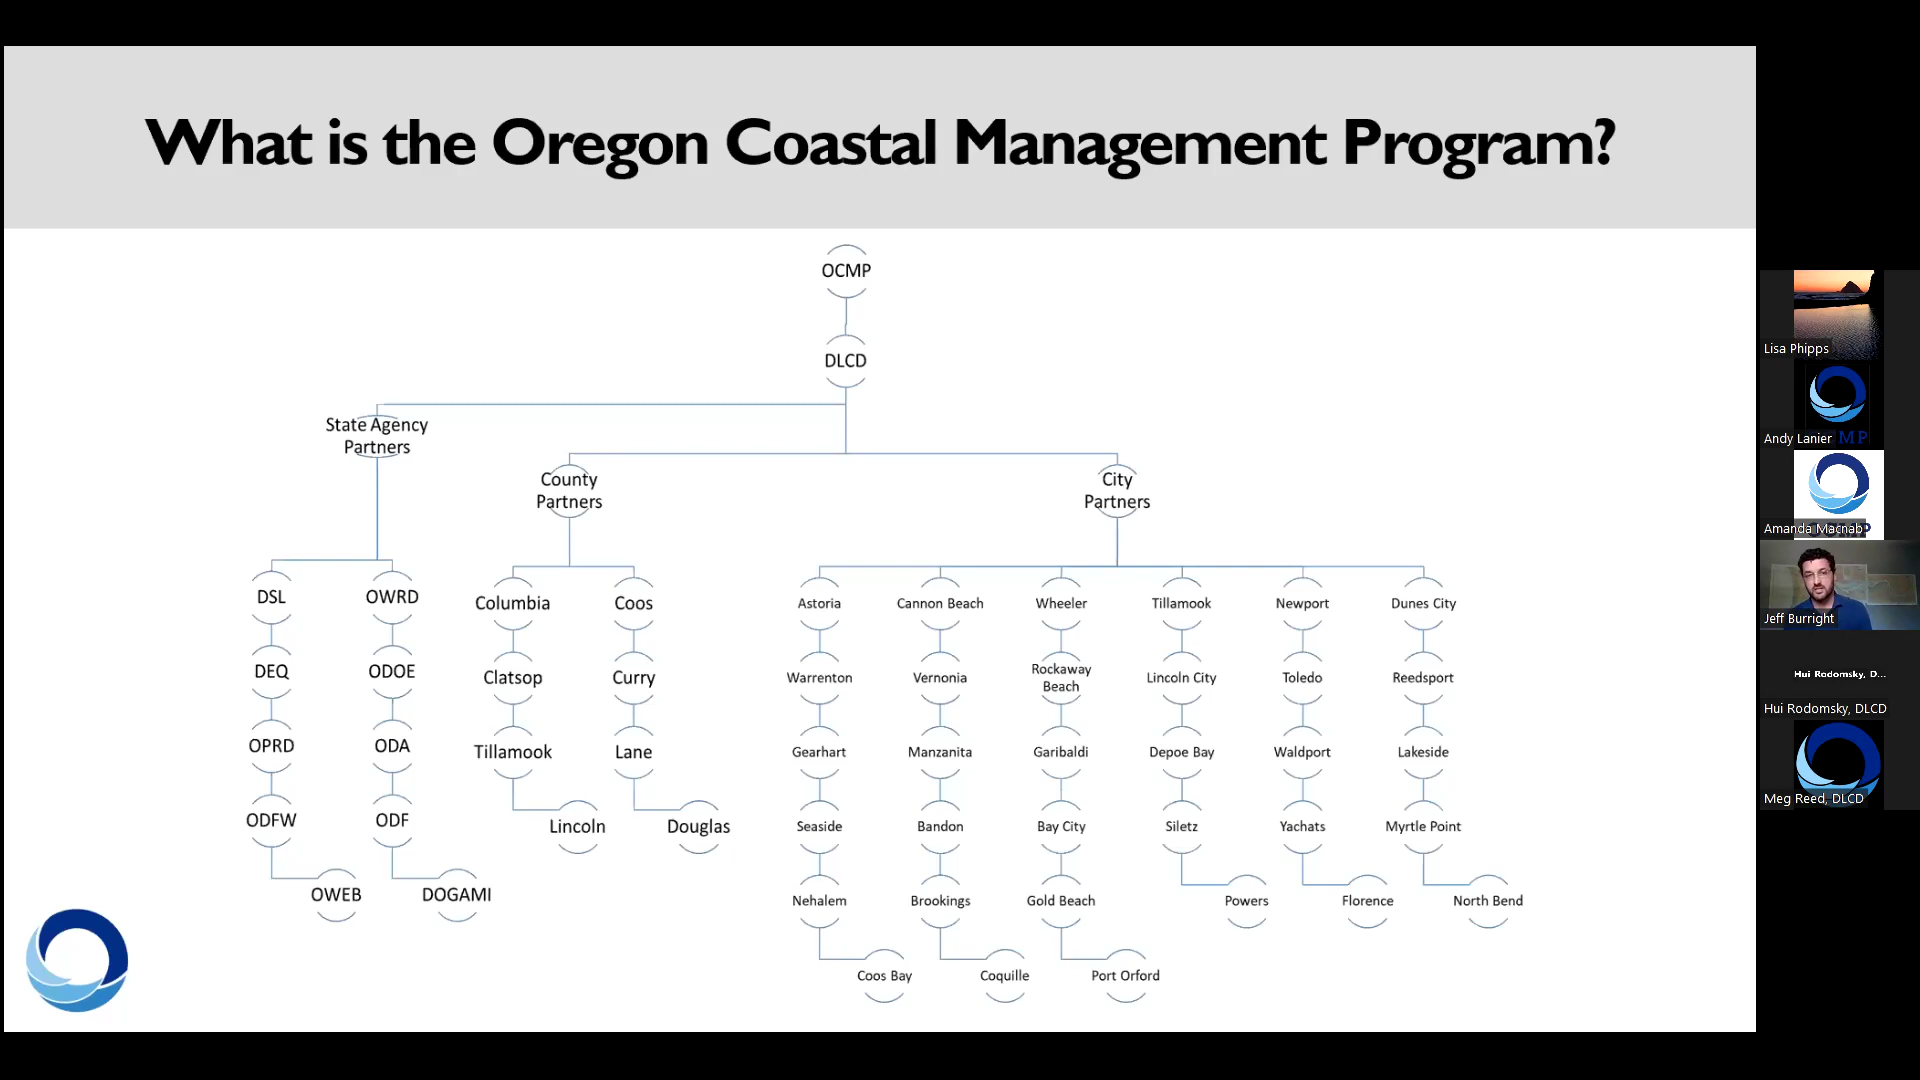 What is the Oregon Coastal Management Program?
OCMP
DLCD
State Agency
Partners
County
Partners
City
Partners
DSL
OWRD
DEQ
ODOE
OPRD
ODA
ODFW
ODF
OWEB
DOGAMI
Columbia
Coos
Clatsop
Curry
Tillamook
Lane
Lincoln
Douglas
Astoria
Cannon Beach
Wheeler
Tillamook
Newport
Dunes City
Warrenton
Vernonia
Rockaway
Beach
Lincoln City
Toledo
Reedsport
Gearhart
Manzanita
Garibaldi
Depoe Bay
Waldport
Lakeside
Seaside
Bandon
Bay City
Siletz
Yachats
Myrtle Point
Nehalem
Brookings
Gold Beach
Powers
Florence
North Bend
Coos Bay
Coquille
Port Orford
Lisa Phipps
Andy Lanier
Amanda Macnab
Jeff Burright
Hui Rodomsky, D...
Hui Rodomsky, DLCD
Meg Reed, DLCD